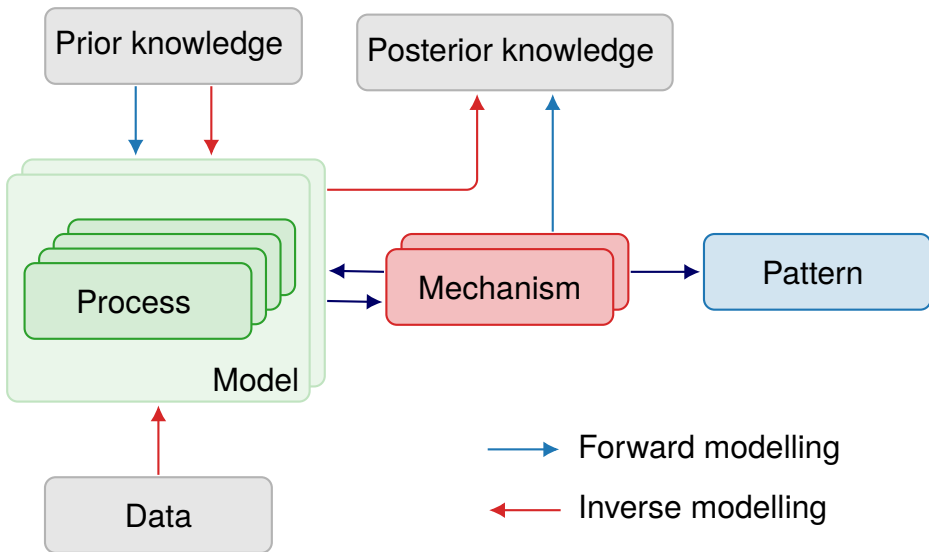 Prior knowledge
Posterior knowledge
Process
Model
Mechanism
Pattern
Data
Forward modelling
Inverse modelling